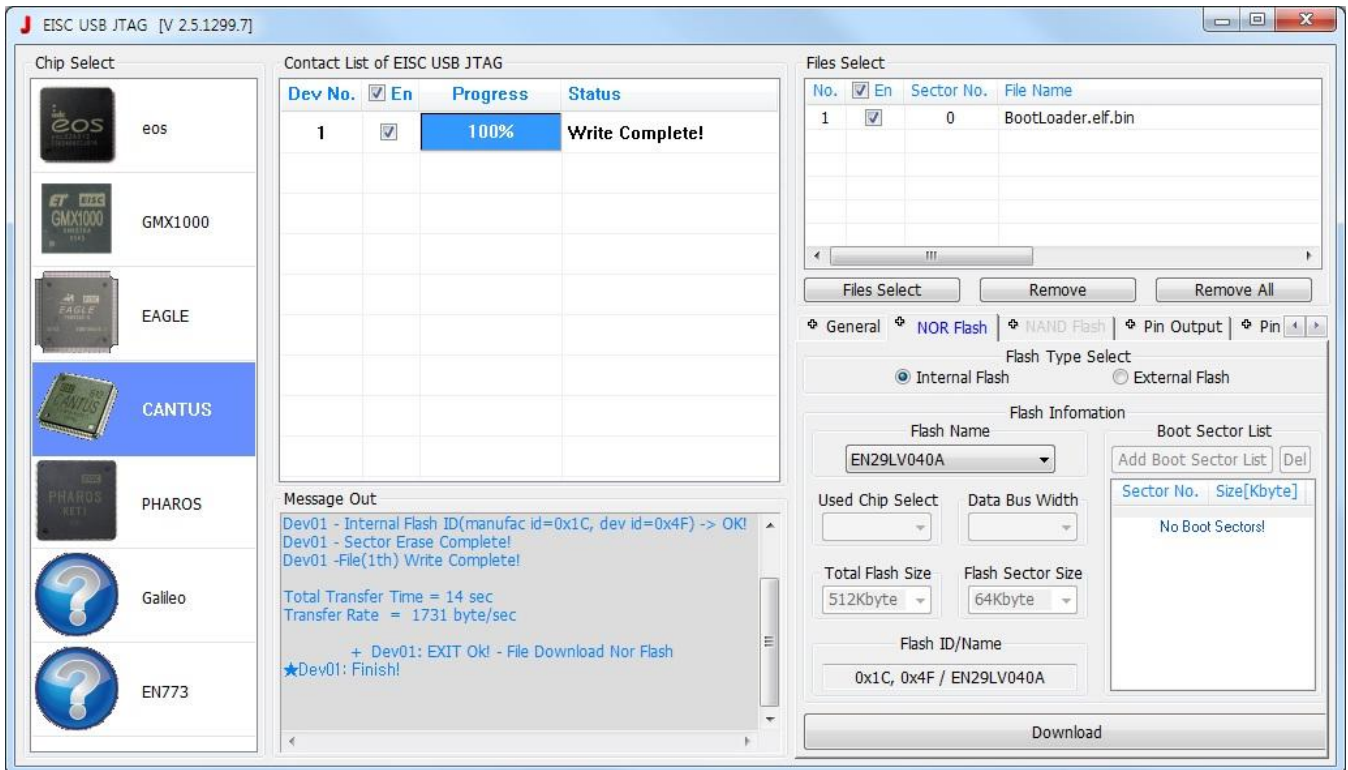 EISC USB JTAG [V 2.5.1299.7]
Chip Select
eos
eos
GMX1000
GMX1000
EAGLE
EAGLE
CANTUS
CANTUS
PHAROS
PHAROS
Galileo
EN773
Contact List of EISC USB JTAG
Dev No. En Progress Status
1 100% Write Complete!
Message Out
Dev01 - Internal Flash ID(manufac id=0x1C, dev id=0x4F) -> OK!
Dev01 - Sector Erase Complete!
Dev01 -File(1th) Write Complete!
Total Transfer Time = 14 sec
Transfer Rate = 1731 byte/sec
+ Dev01: EXIT Ok! - File Download Nor Flash
★Dev01: Finish!
Files Select
No. En Sector No. File Name
1 0 BootLoader.elf.bin
Files Select Remove Remove All
General NOR Flash NAND Flash Pin Output Pin
Flash Type Select
Internal Flash External Flash
Flash Infomation
Flash Name
EN29LV040A
Used Chip Select Data Bus Width
Total Flash Size Flash Sector Size
512Kbyte 64Kbyte
Flash ID/Name
0x1C, 0x4F / EN29LV040A
Boot Sector List
Add Boot Sector List Del
Sector No. Size[Kbyte]
No Boot Sectors!
Download